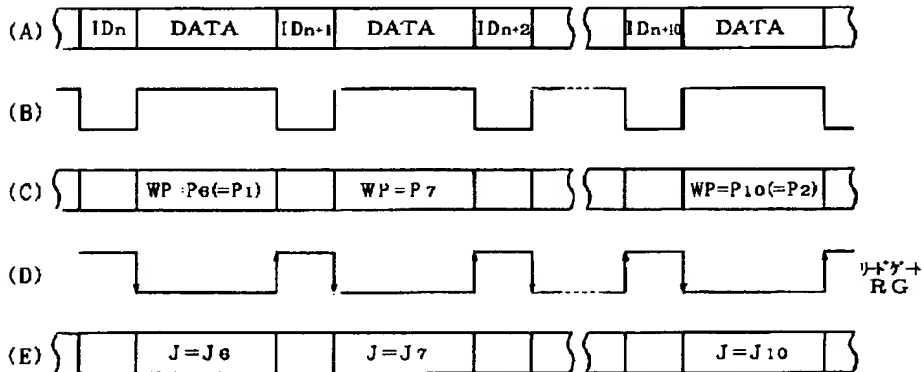 (A) IDn DATA IDn+1 DATA IDn+2 IDn+10 DATA
(B)
(C) WP=P6(=P1) WP=P7 WP=P10(=P2)
(D) リードゲート
RG
(E) J=J6 J=J7 J=J10